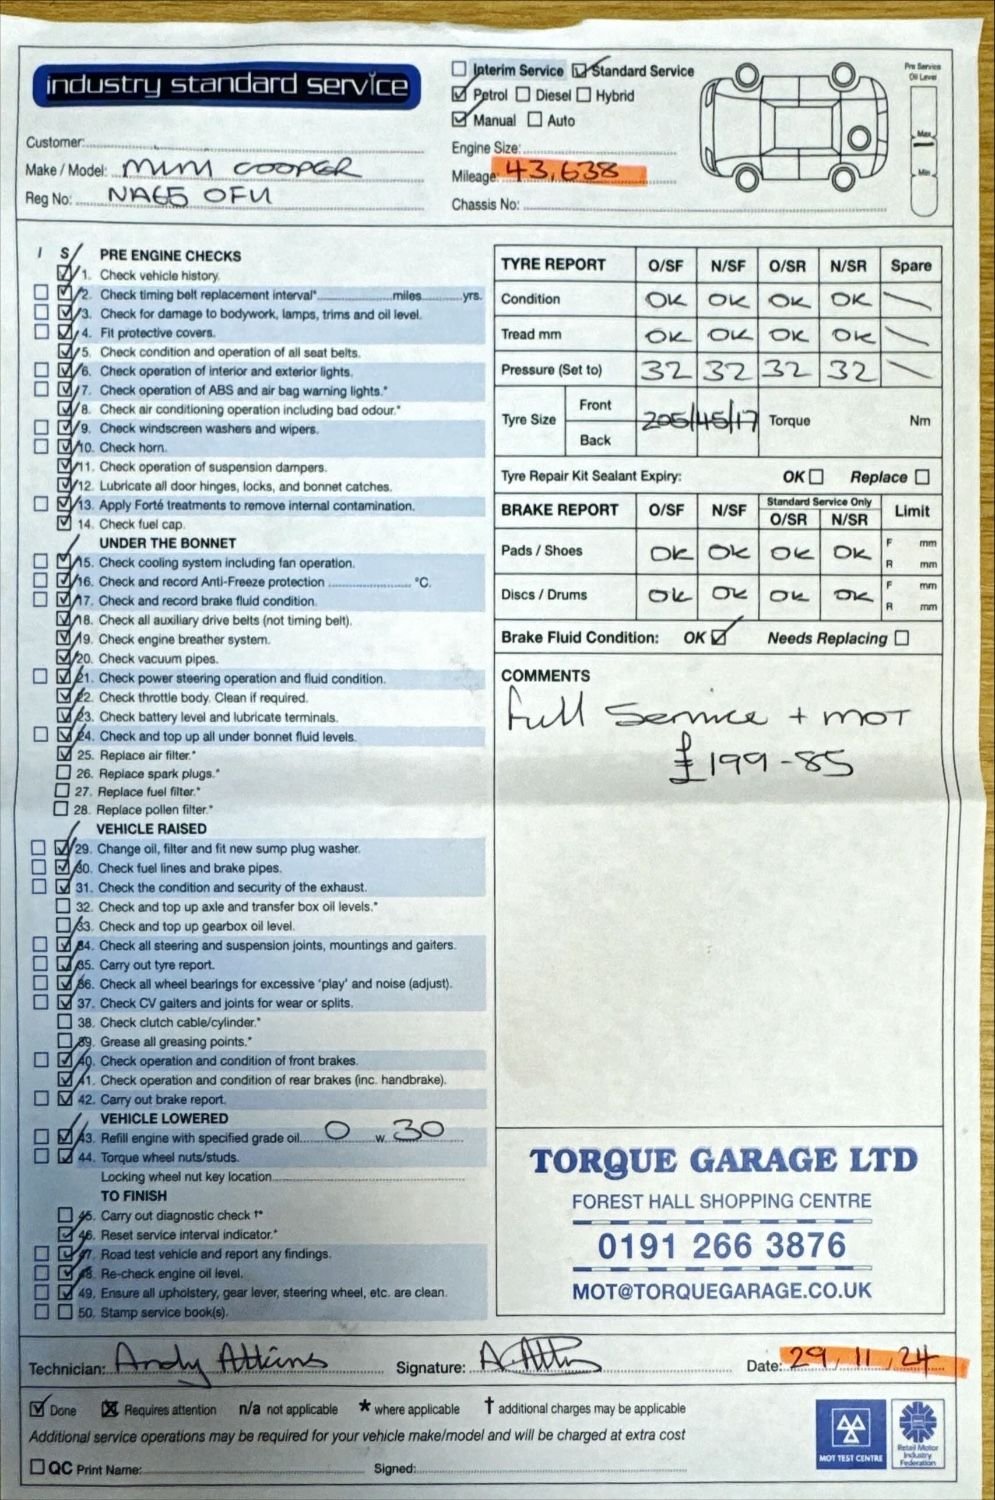 industry standard service
Interim Service Standard Service
Petrol Diesel Hybrid
Manual Auto
Pre Service
Oil Level
Max
Min
Customer:
Make / Model: MINI COOPER
Reg No: NA65 OFU
Engine Size:
Mileage: 43,638
Chassis No:
I S PRE ENGINE CHECKS
1. Check vehicle history.
2. Check timing belt replacement interval* miles yrs.
3. Check for damage to bodywork, lamps, trims and oil level.
4. Fit protective covers.
5. Check condition and operation of all seat belts.
6. Check operation of interior and exterior lights.
7. Check operation of ABS and air bag warning lights.*
8. Check air conditioning operation including bad odour.*
9. Check windscreen washers and wipers.
10. Check horn.
11. Check operation of suspension dampers.
12. Lubricate all door hinges, locks, and bonnet catches.
13. Apply Forté treatments to remove internal contamination.
14. Check fuel cap.
UNDER THE BONNET
15. Check cooling system including fan operation.
16. Check and record Anti-Freeze protection °C.
17. Check and record brake fluid condition.
18. Check all auxiliary drive belts (not timing belt).
19. Check engine breather system.
20. Check vacuum pipes.
21. Check power steering operation and fluid condition.
22. Check throttle body. Clean if required.
23. Check battery level and lubricate terminals.
24. Check and top up all under bonnet fluid levels.
25. Replace air filter.*
26. Replace spark plugs.*
27. Replace fuel filter.*
28. Replace pollen filter.*
VEHICLE RAISED
29. Change oil, filter and fit new sump plug washer.
30. Check fuel lines and brake pipes.
31. Check the condition and security of the exhaust.
32. Check and top up axle and transfer box oil levels.*
33. Check and top up gearbox oil level.
34. Check all steering and suspension joints, mountings and gaiters.
35. Carry out tyre report.
36. Check all wheel bearings for excessive 'play' and noise (adjust).
37. Check CV gaiters and joints for wear or splits.
38. Check clutch cable/cylinder.*
39. Grease all greasing points.*
40. Check operation and condition of front brakes.
41. Check operation and condition of rear brakes (inc. handbrake).
42. Carry out brake report.
VEHICLE LOWERED
43. Refill engine with specified grade oil 0 w 30
44. Torque wheel nuts/studs.
Locking wheel nut key location
TO FINISH
45. Carry out diagnostic check †*
46. Reset service interval indicator.*
47. Road test vehicle and report any findings.
48. Re-check engine oil level.
49. Ensure all upholstery, gear lever, steering wheel, etc. are clean.
50. Stamp service book(s).
TYRE REPORT O/SF N/SF O/SR N/SR Spare
Condition OK OK OK OK
Tread mm OK OK OK OK
Pressure (Set to) 32 32 32 32
Tyre Size Front Back 205/45/17 Torque Nm
Tyre Repair Kit Sealant Expiry: OK Replace
BRAKE REPORT O/SF N/SF Standard Service Only O/SR N/SR Limit
Pads / Shoes OK OK OK OK F mm R mm
Discs / Drums OK OK OK OK F mm R mm
Brake Fluid Condition: OK Needs Replacing
COMMENTS
Full Service + MOT
£199-85
TORQUE GARAGE LTD
FOREST HALL SHOPPING CENTRE
0191 266 3876
MOT@TORQUEGARAGE.CO.UK
Technician: Andy Atkins Signature: A. Atkins Date: 29/11/24
Done Requires attention n/a not applicable * where applicable † additional charges may be applicable
Additional service operations may be required for your vehicle make/model and will be charged at extra cost
QC Print Name: Signed:
MOT TEST CENTRE
Retail Motor
Industry
Federation